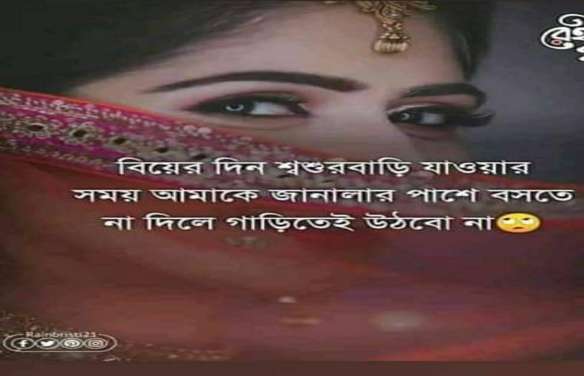 বিয়ের দিন শ্বশুরবাড়ি যাওয়ার
সময় আমাকে জানালার পাশে বসতে
না দিলে গাড়িতেই উঠবো না🙄
Rainbristi21